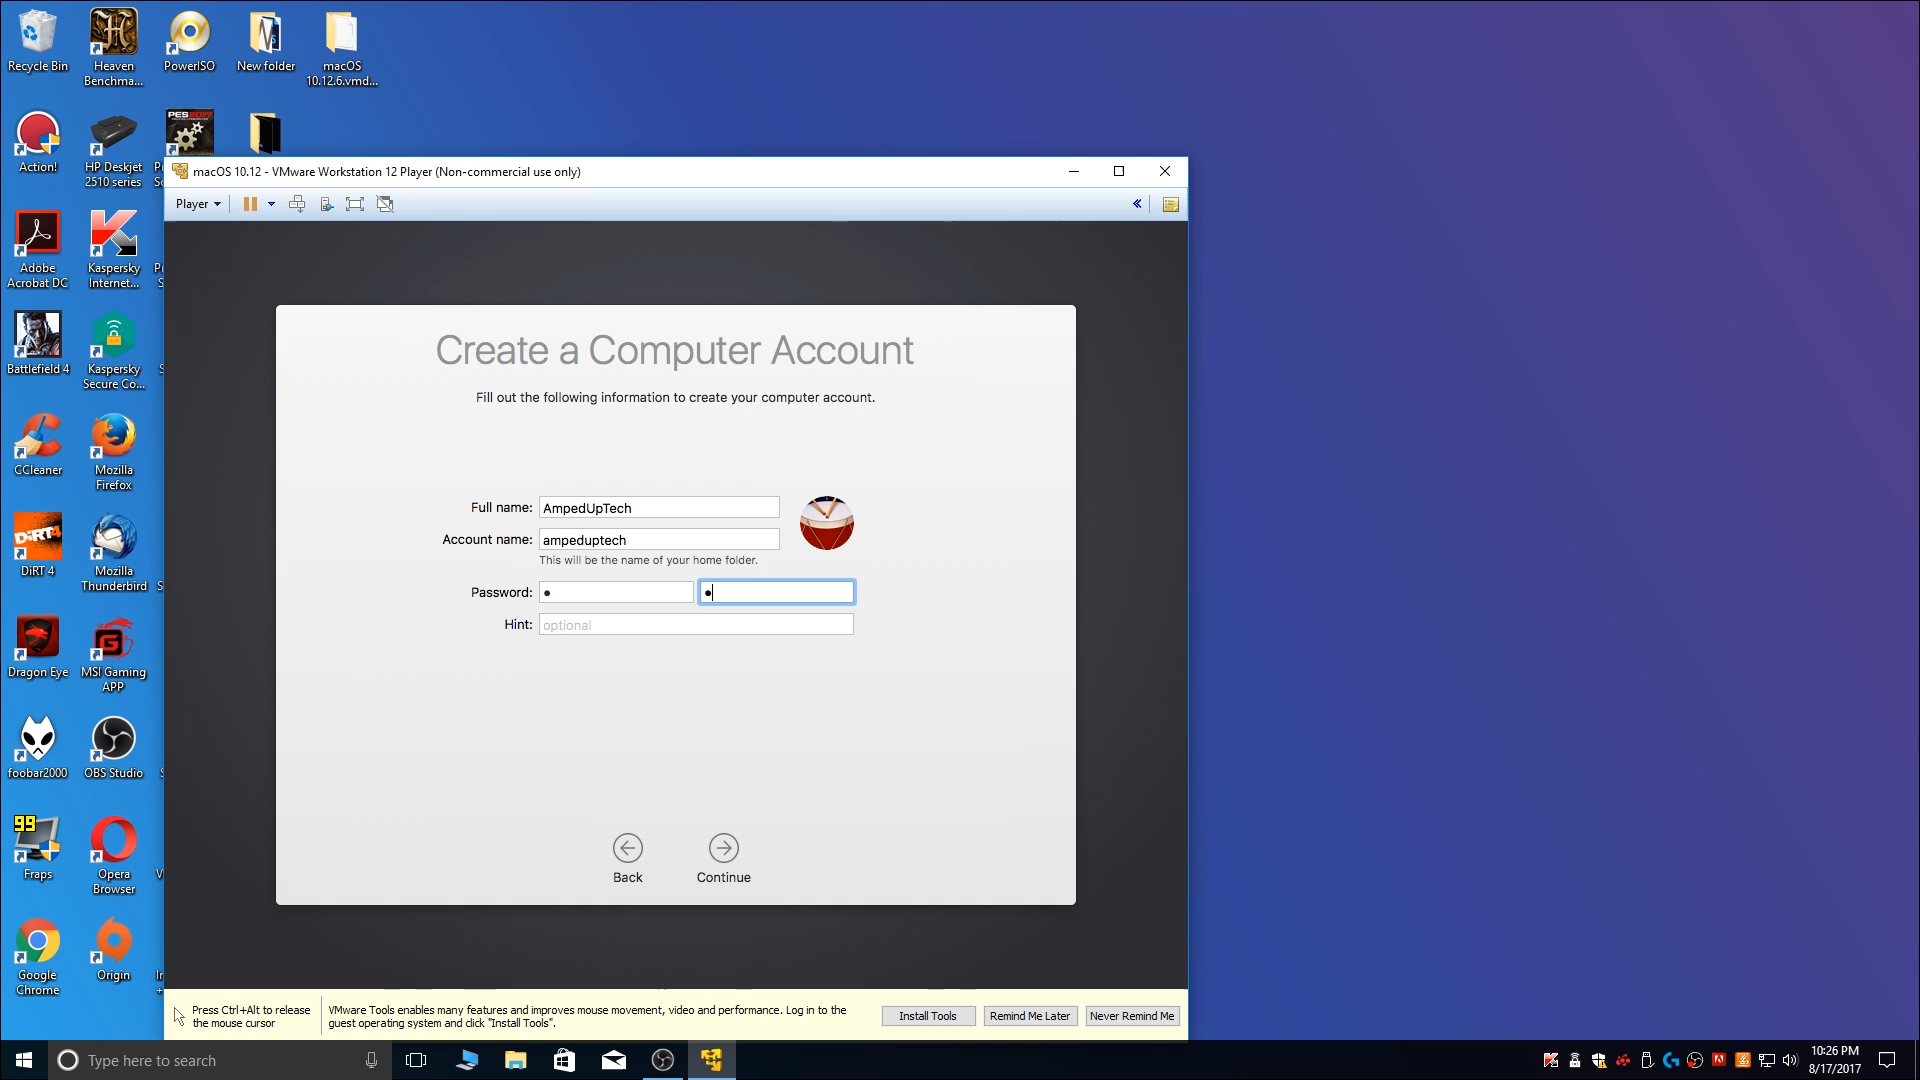 Recycle Bin
Heaven
Benchma...
PowerISO
New folder
macOS
10.12.6.vmd...
PES2017
Action!
HP Deskjet
2510 series
macOS 10.12 - VMware Workstation 12 Player (Non-commercial use only)
Player
Adobe
Acrobat DC
Kaspersky
Internet...
Battlefield 4
Kaspersky
Secure Co...
CCleaner
Mozilla
Firefox
DiRT4
DiRT 4
Mozilla
Thunderbird
Dragon Eye
MSI Gaming
APP
foobar2000
OBS Studio
99
Fraps
Opera
Browser
Google
Chrome
Origin
Create a Computer Account
Fill out the following information to create your computer account.
Full name: AmpedUpTech
Account name: ampeduptech
This will be the name of your home folder.
Password:
Hint: optional
Back
Continue
Press Ctrl+Alt to release
the mouse cursor
VMware Tools enables many features and improves mouse movement, video and performance. Log in to the
guest operating system and click "Install Tools".
Install Tools
Remind Me Later
Never Remind Me
Type here to search
10:26 PM
8/17/2017